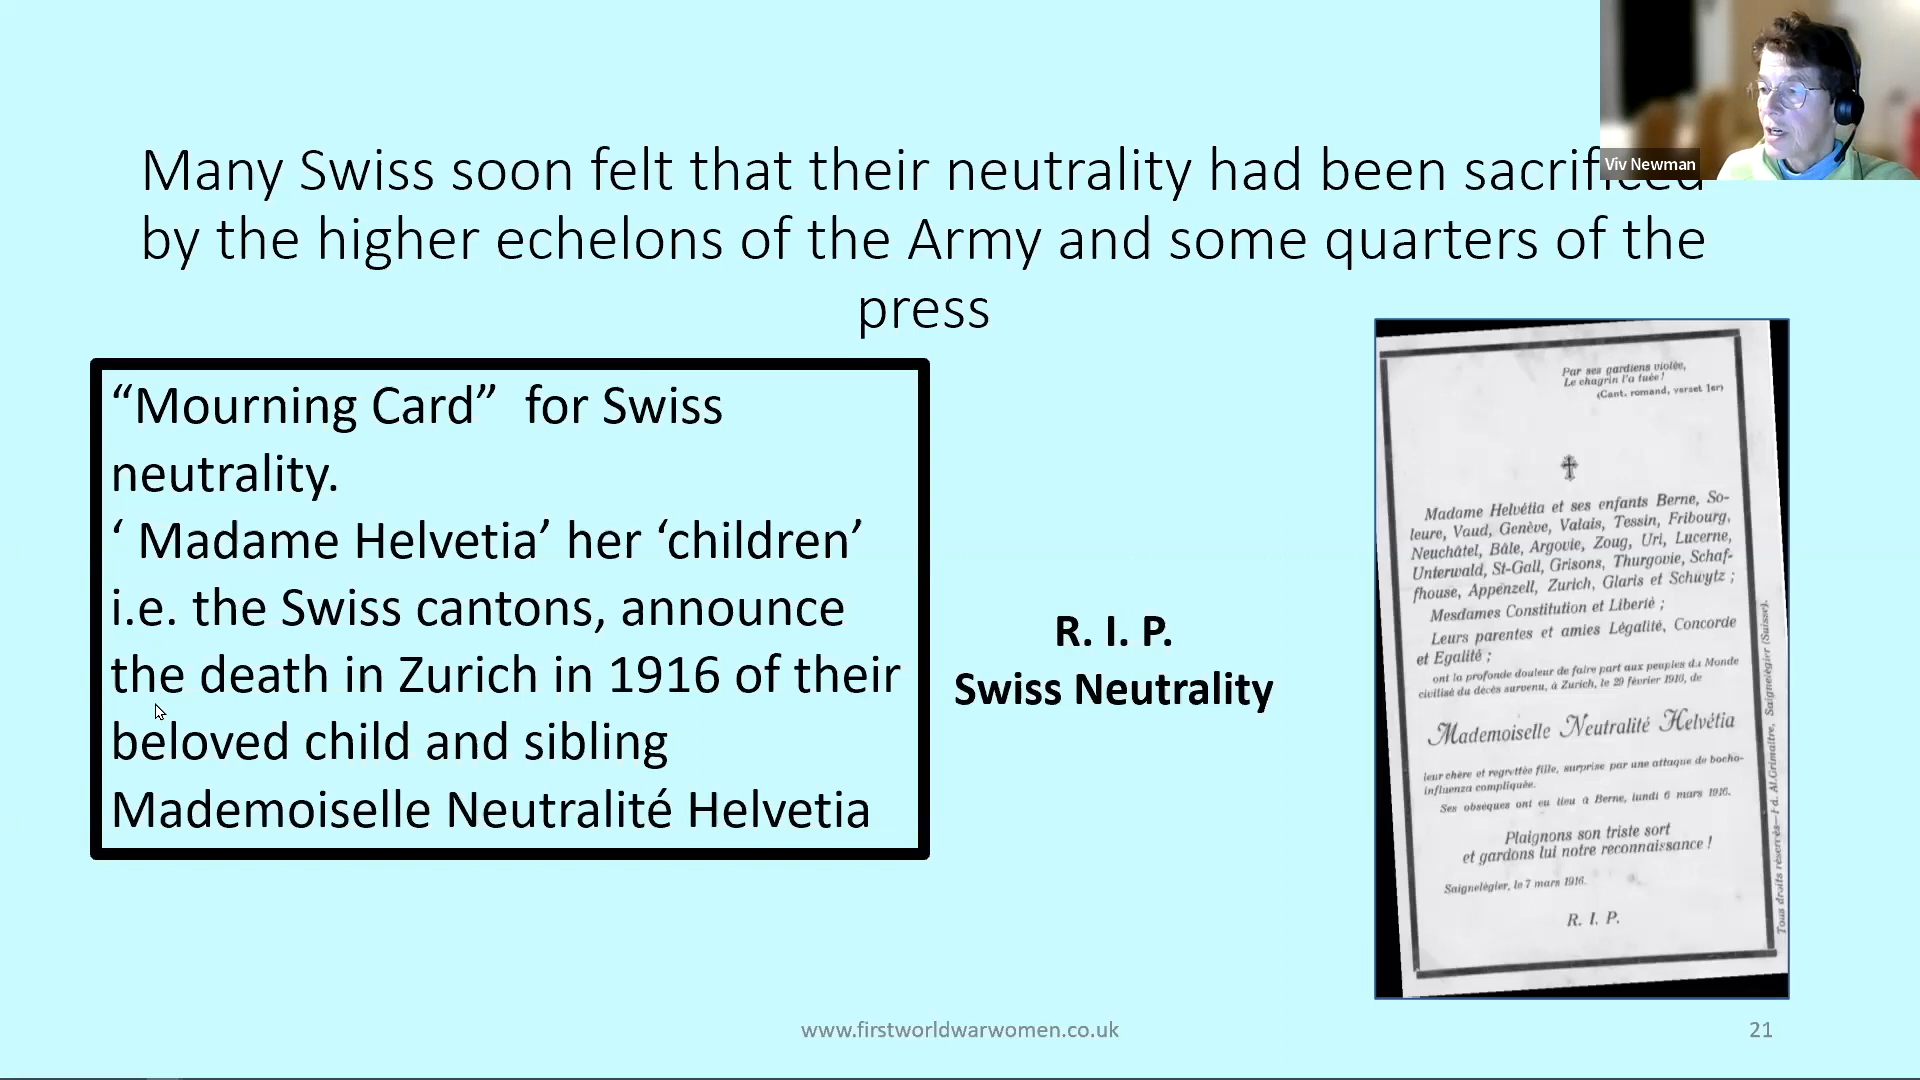 Viv Newman
Many Swiss soon felt that their neutrality had been sacrificed
by the higher echelons of the Army and some quarters of the
press
“Mourning Card”  for Swiss
neutrality.
‘ Madame Helvetia’ her ‘children’
i.e. the Swiss cantons, announce
the death in Zurich in 1916 of their
beloved child and sibling
Mademoiselle Neutralité Helvetia
R. I. P.
Swiss Neutrality
Par ses gardiens violée,
Le chagrin l'a tuée !
(Cant. romand, verset 1er)
Madame Helvétia et ses enfants Berne, So-
leure, Vaud, Genève, Valais, Tessin, Fribourg,
Neuchâtel, Bâle, Argovie, Zoug, Uri, Lucerne,
Unterwald, St-Gall, Grisons, Thurgovie, Schaf-
fhouse, Appenzell, Zurich, Glaris et Schwytz ;
Mesdames Constitution et Liberté ;
Leurs parentes et amies Légalité, Concorde
et Egalité ;
ont la profonde douleur de faire part aux peuples du Monde
civilisé du décès survenu, à Zurich, le 29 février 1916, de
Mademoiselle Neutralité Helvétia
leur chère et regrettée fille, surprise par une attaque de bocho-
influenza compliquée.
Ses obsèques ont eu lieu à Berne, lundi 6 mars 1916.
Plaignons son triste sort
et gardons lui notre reconnaissance !
Saignelégier, le 7 mars 1916.
R. I. P.
Tous droits réservés— d. Al. Grimaître, Saignelégier (Suisse).
www.firstworldwarwomen.co.uk
21